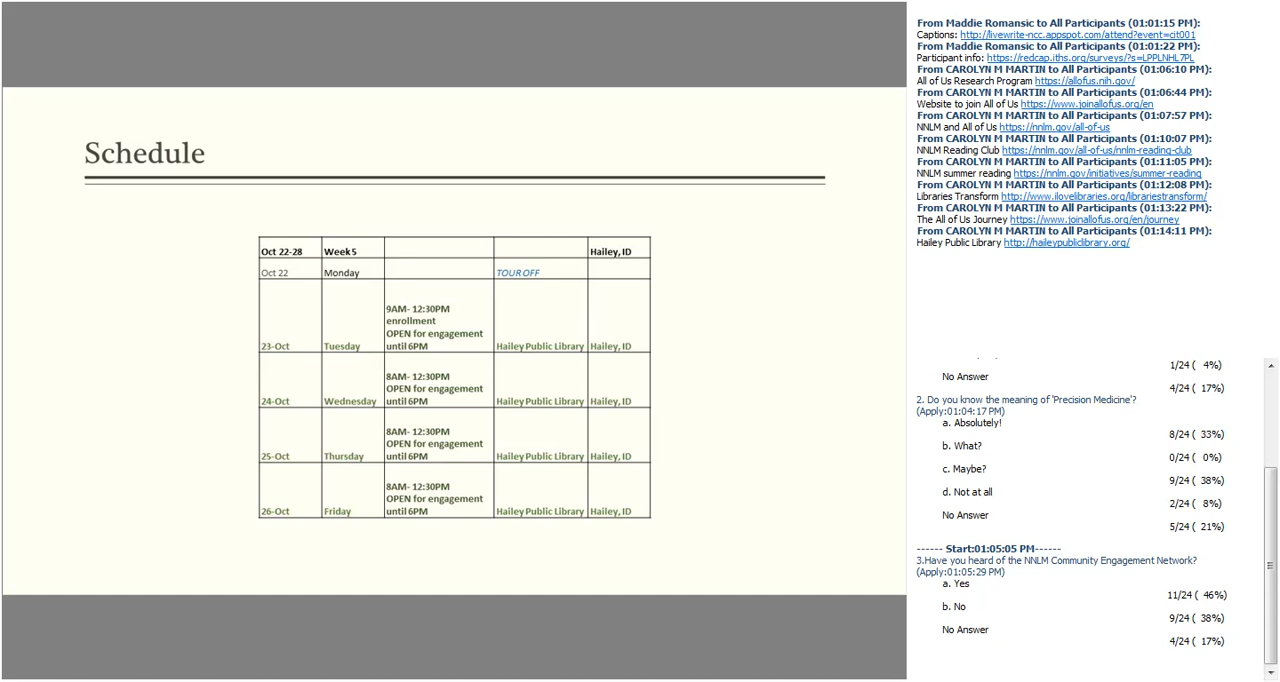 Schedule
Oct 22-28 Week 5 Hailey, ID
Oct 22 Monday TOUR OFF
9AM- 12:30PM
enrollment
OPEN for engagement
23-Oct Tuesday until 6PM Hailey Public Library Hailey, ID
8AM- 12:30PM
OPEN for engagement
24-Oct Wednesday until 6PM Hailey Public Library Hailey, ID
8AM- 12:30PM
OPEN for engagement
25-Oct Thursday until 6PM Hailey Public Library Hailey, ID
8AM- 12:30PM
OPEN for engagement
26-Oct Friday until 6PM Hailey Public Library Hailey, ID
From Maddie Romansic to All Participants (01:01:15 PM):
Captions: http://livewrite-ncc.appspot.com/attend?event=cit001
From Maddie Romansic to All Participants (01:01:22 PM):
Participant info: https://redcap.iths.org/surveys/?s=LPPLNHL7PL
From CAROLYN M MARTIN to All Participants (01:06:10 PM):
All of Us Research Program https://allofus.nih.gov/
From CAROLYN M MARTIN to All Participants (01:06:44 PM):
Website to join All of Us https://www.joinallofus.org/en
From CAROLYN M MARTIN to All Participants (01:07:57 PM):
NNLM and All of Us https://nnlm.gov/all-of-us
From CAROLYN M MARTIN to All Participants (01:10:07 PM):
NNLM Reading Club https://nnlm.gov/all-of-us/nnlm-reading-club
From CAROLYN M MARTIN to All Participants (01:11:05 PM):
NNLM summer reading https://nnlm.gov/initiatives/summer-reading
From CAROLYN M MARTIN to All Participants (01:12:08 PM):
Libraries Transform http://www.ilovelibraries.org/librariestransform/
From CAROLYN M MARTIN to All Participants (01:13:22 PM):
The All of Us Journey https://www.joinallofus.org/en/journey
From CAROLYN M MARTIN to All Participants (01:14:11 PM):
Hailey Public Library http://haileypubliclibrary.org/
1/24 ( 4%)
No Answer
4/24 ( 17%)
2. Do you know the meaning of 'Precision Medicine'?
(Apply:01:04:17 PM)
a. Absolutely!
8/24 ( 33%)
b. What?
0/24 ( 0%)
c. Maybe?
9/24 ( 38%)
d. Not at all
2/24 ( 8%)
No Answer
5/24 ( 21%)
------ Start:01:05:05 PM------
3.Have you heard of the NNLM Community Engagement Network?
(Apply:01:05:29 PM)
a. Yes
11/24 ( 46%)
b. No
9/24 ( 38%)
No Answer
4/24 ( 17%)